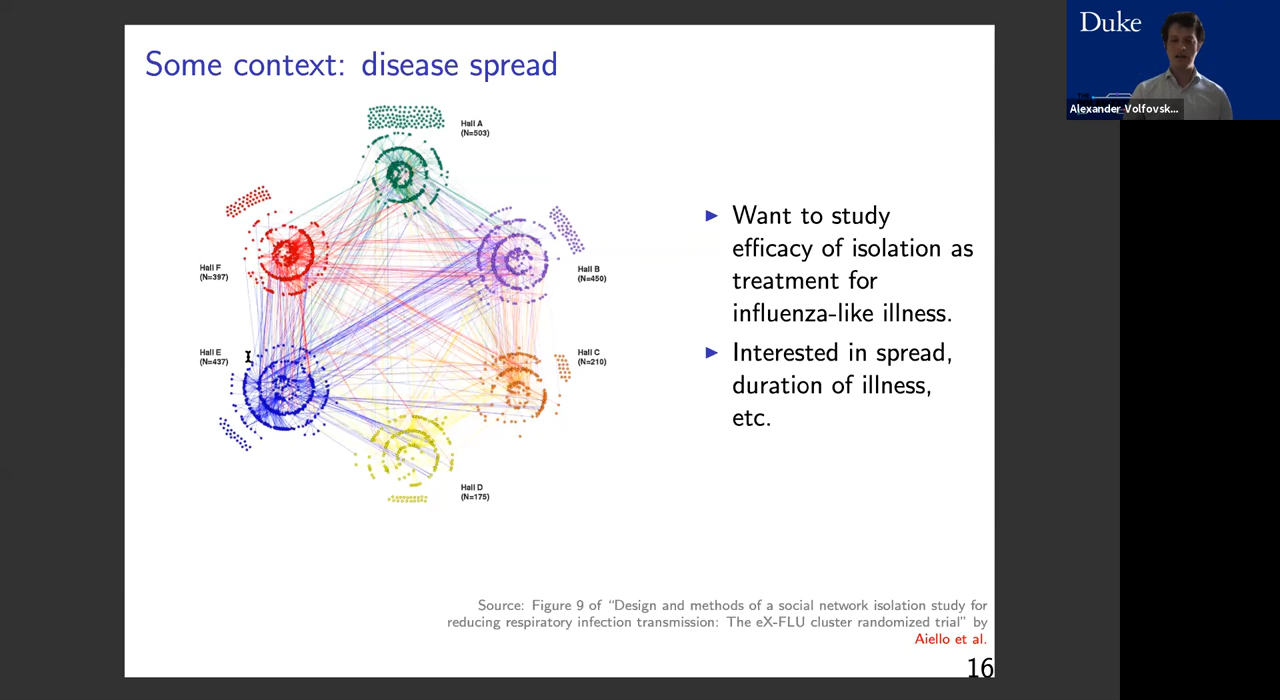 Some context: disease spread
Hall A
(N=503)
Hall F
(N=397)
Hall B
(N=450)
Hall E
(N=437)
Hall C
(N=210)
Hall D
(N=175)
▶ Want to study
efficacy of isolation as
treatment for
influenza-like illness.
▶ Interested in spread,
duration of illness,
etc.
Source: Figure 9 of “Design and methods of a social network isolation study for
reducing respiratory infection transmission: The eX-FLU cluster randomized trial” by
Aiello et al.
16
Duke
THE
Alexander Volfovsk...